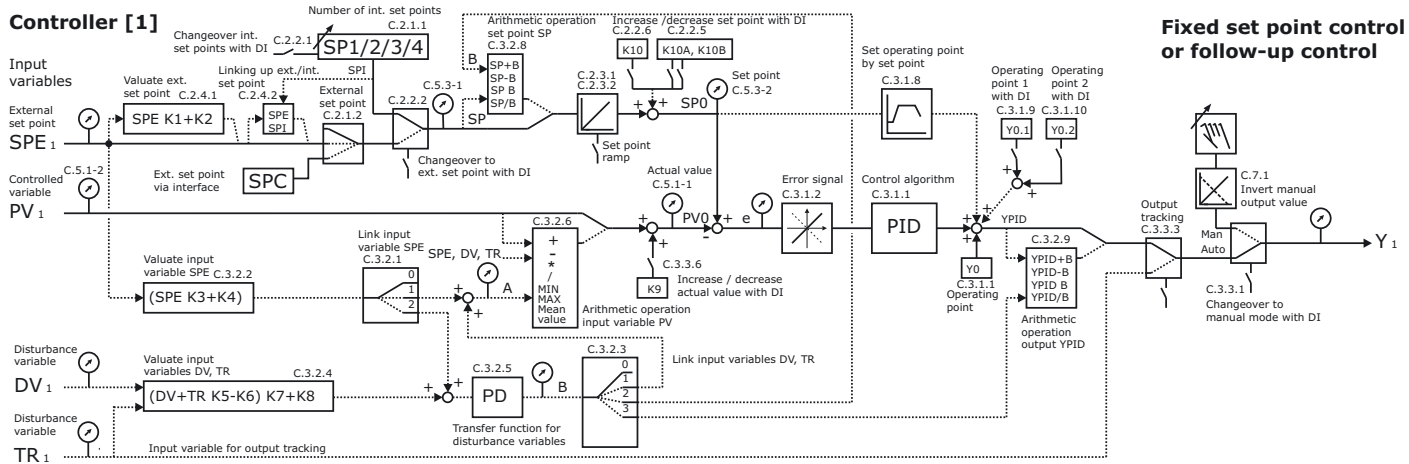 Controller [1]
Fixed set point control
or follow-up control
Number of int. set points
C.2.1.1
Changeover int.
set points with DI
C.2.2.1
SP1/2/3/4
SPI
Input
variables
Valuate ext.
set point
C.2.4.1
SPE K1+K2
Linking up ext./int.
set point
C.2.4.2
SPE
SPI
External
set point
C.2.1.2
C.2.2.2
C.5.3-1
SP
B
Arithmetic operation
set point SP
C.3.2.8
SP+B
SP-B
SP B
SP/B
C.2.3.1
C.2.3.2
Set point
ramp
Increase /decrease set point with DI
C.2.2.6
C.2.2.5
K10
K10A, K10B
+
+
SP0
Set point
C.5.3-2
Set operating point
by set point
C.3.1.8
Operating
point 1
with DI
C.3.1.9
Y0.1
Operating
point 2
with DI
C.3.1.10
Y0.2
+
+
+
External
set point
SPE 1
SPC
Ext. set point
via interface
Changeover to
ext. set point with DI
Controlled
variable
C.5.1-2
PV 1
C.3.2.6
+
-
*
/
MIN
MAX
Mean
value
Arithmetic operation
input variable PV
Actual value
C.5.1-1
+
+
PV0
+
-
e
C.3.3.6
K9
Increase / decrease
actual value with DI
Error signal
C.3.1.2
Control algorithm
C.3.1.1
PID
+
+
+
YPID
Y0
C.3.1.1
Operating
point
C.3.2.9
YPID+B
YPID-B
YPID B
YPID/B
Arithmetic
operation
output YPID
Output
tracking
C.3.3.3
Man
Auto
C.7.1
Invert manual
output value
C.3.3.1
Changeover to
manual mode with DI
Y 1
Valuate input
variable SPE
C.3.2.2
(SPE K3+K4)
Link input
variable SPE
C.3.2.1
0
1
2
SPE, DV, TR
+
+
A
Disturbance
variable
DV 1
Valuate input
variables DV, TR
C.3.2.4
(DV+TR K5-K6) K7+K8
+
+
C.3.2.5
PD
Transfer function for
disturbance variables
B
C.3.2.3
0
1
2
3
Link input variables DV, TR
Disturbance
variable
TR 1
Input variable for output tracking